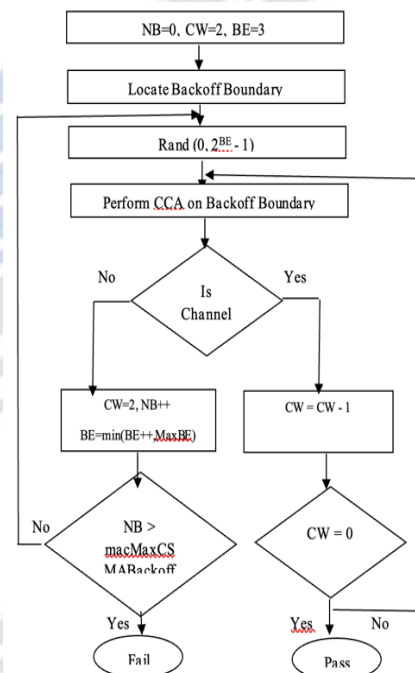 NB=0, CW=2, BE=3
Locate Backoff Boundary
Rand (0, 2^BE - 1)
Perform CCA on Backoff Boundary
No
Yes
Is
Channel
CW=2, NB++
BE=min(BE++,MaxBE)
CW = CW - 1
No
NB >
macMaxCS
MABackoff
CW = 0
Yes
Yes
No
Fail
Pass